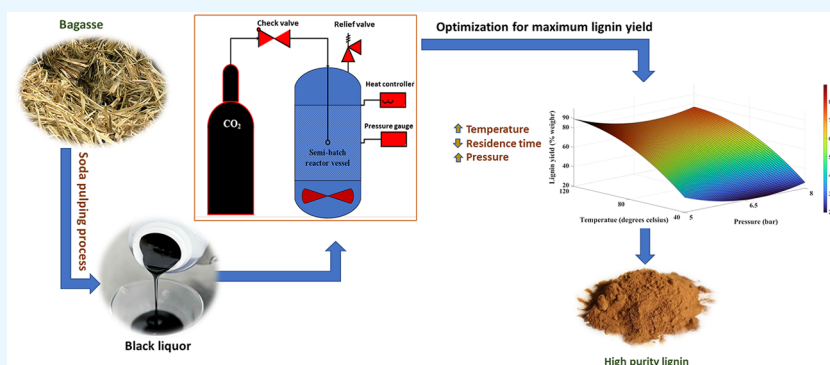 Bagasse
Soda pulping process
Black liquor
Check valve
Relief valve
Heat controller
Pressure gauge
CO₂
Semi-batch
reactor vessel
Optimization for maximum lignin yield
Temperature
Residence time
Pressure
Lignin yield (% weighr)
90
80
60
40
20
120
80
40
Temperatue (degrees celsius)
5
6.5
8
Pressure (bar)
High purity lignin